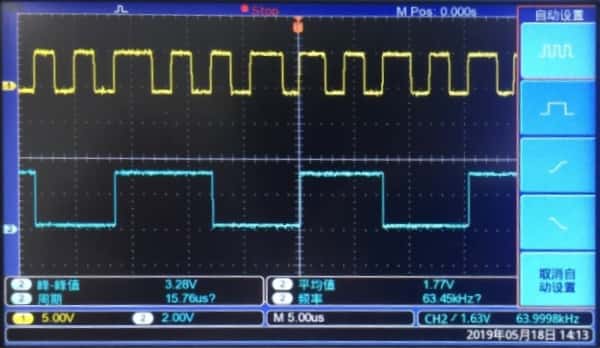 Stop
M Pos: 0.000s
自动设置
1
2
取消自
动设置
2 峰-峰值 3.28V
2 平均值 1.77V
2 周期 15.76us?
2 频率 63.45kHz?
1 5.00V 2 2.00V M 5.00us CH2 1.63V 63.9998kHz
2019年05月18日 14:13